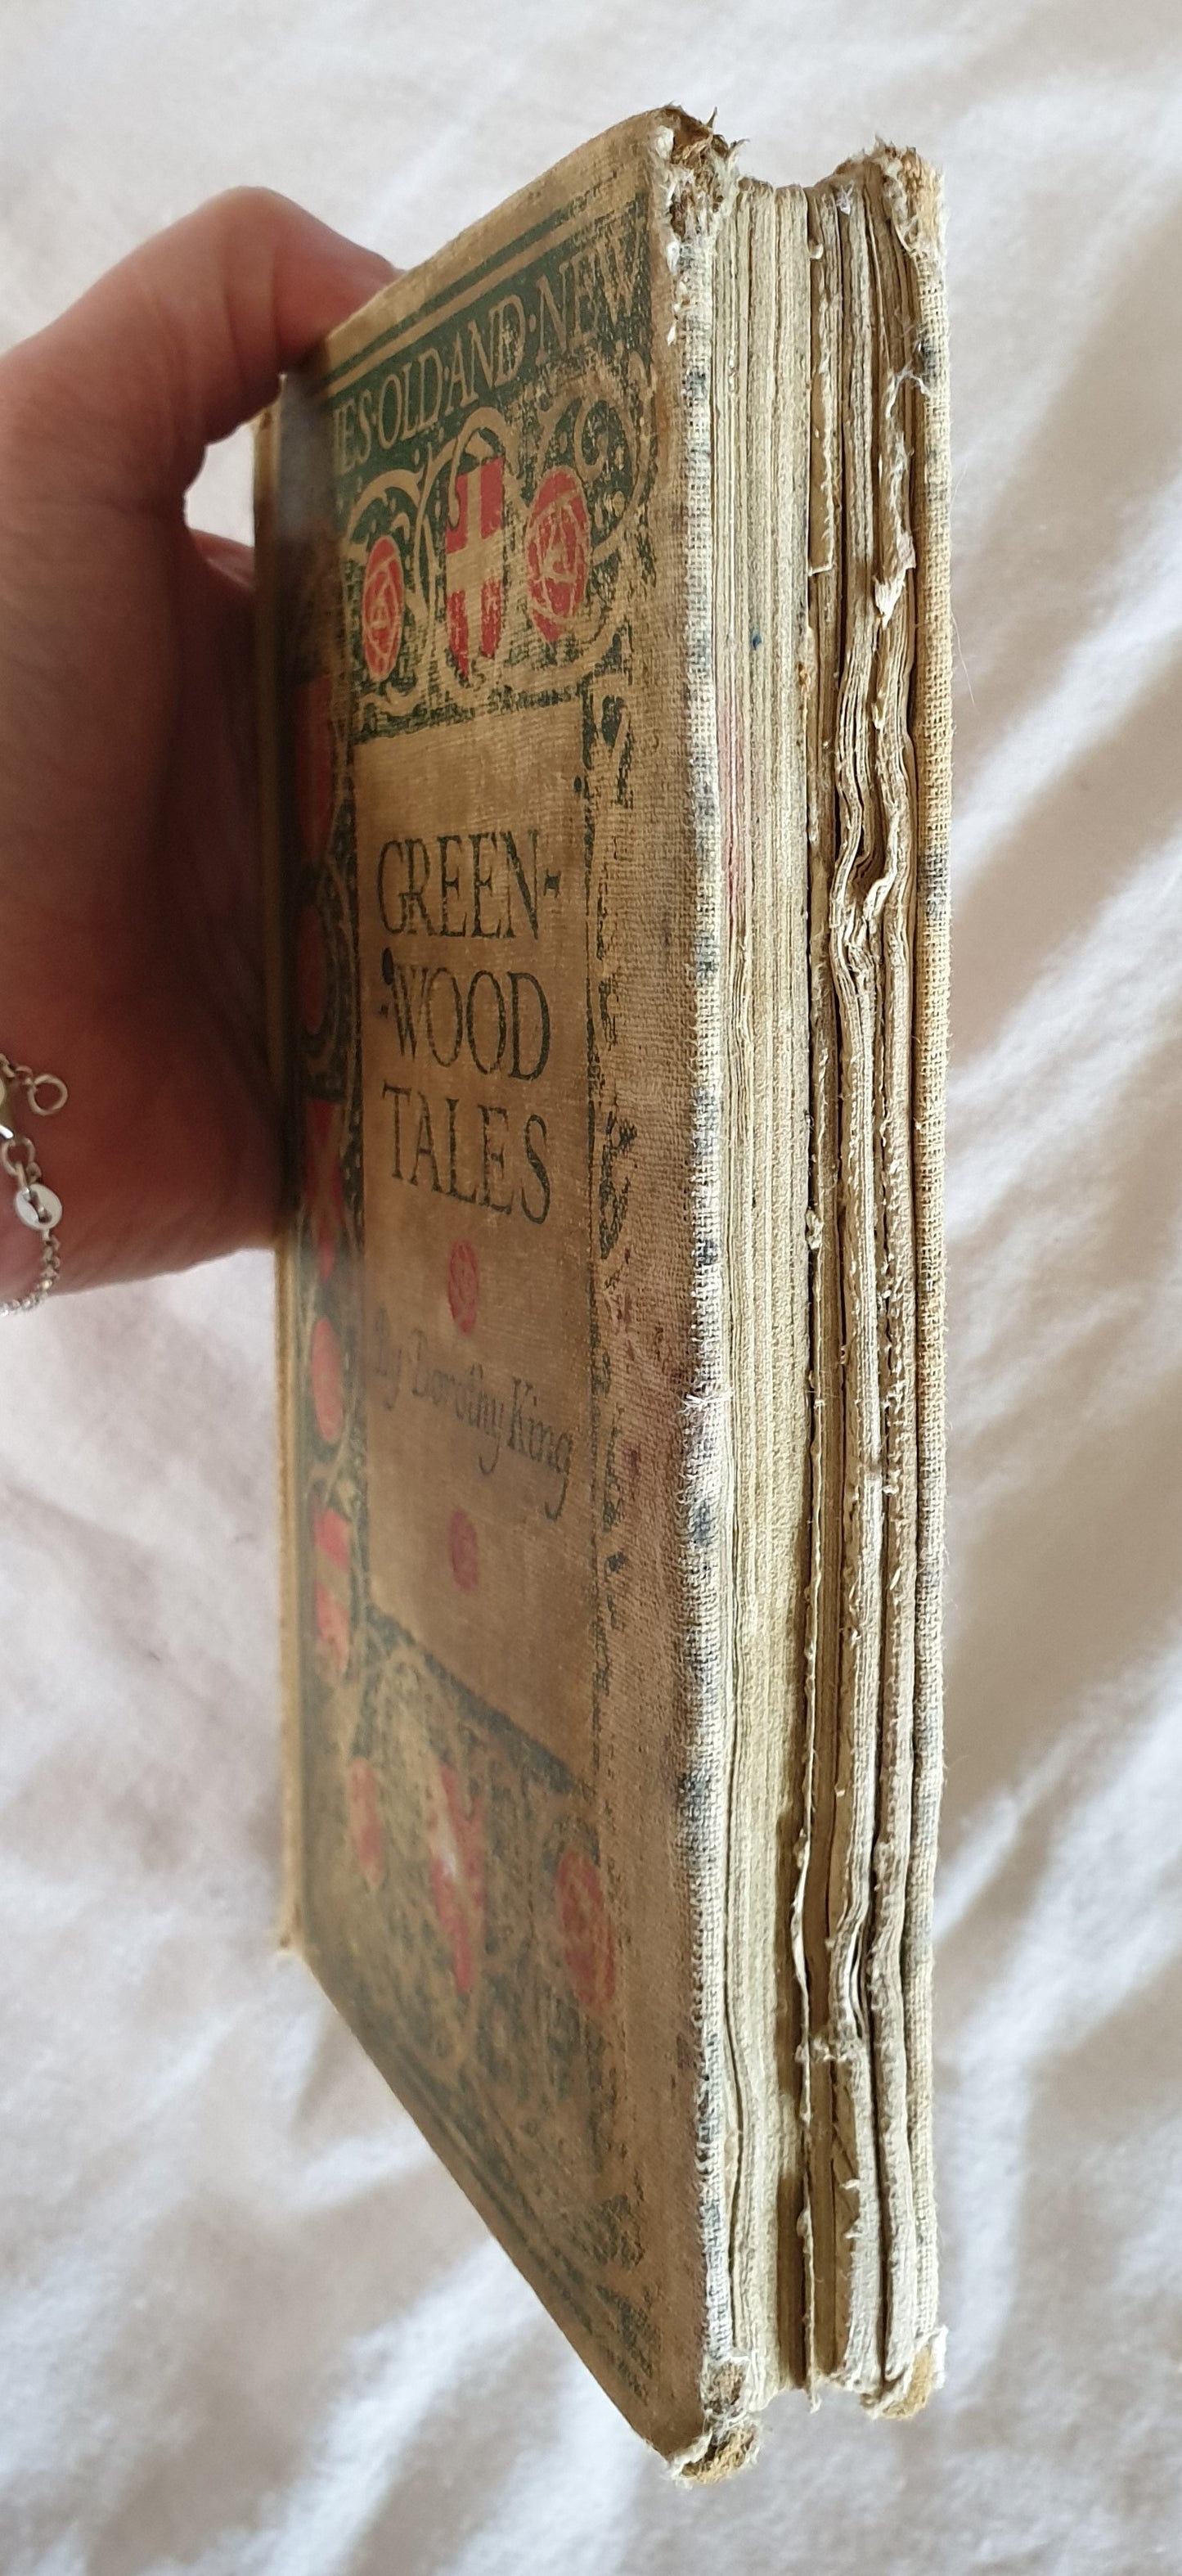 ES·OLD·AND·NEW
GREEN-
-WOOD
TALES
By Dorothy King